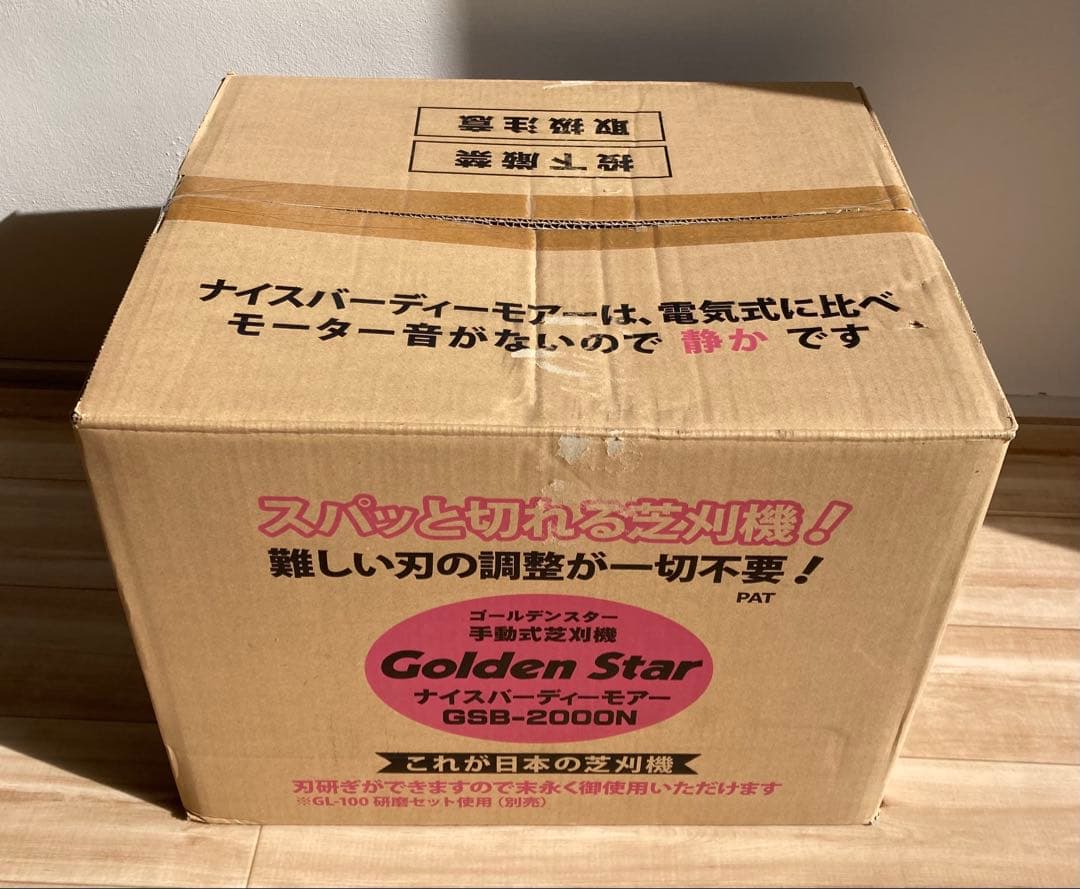 取扱注意
投下厳禁
ナイスバーディーモアーは、電気式に比べ
モーター音がないので 静か です
スパッと切れる芝刈機！
難しい刃の調整が一切不要！
PAT
ゴールデンスター
手動式芝刈機
Golden Star
ナイスバーディーモアー
GSB-2000N
これが日本の芝刈機
刃研ぎができますので末永く御使用いただけます
※GL-100 研磨セット使用（別売）